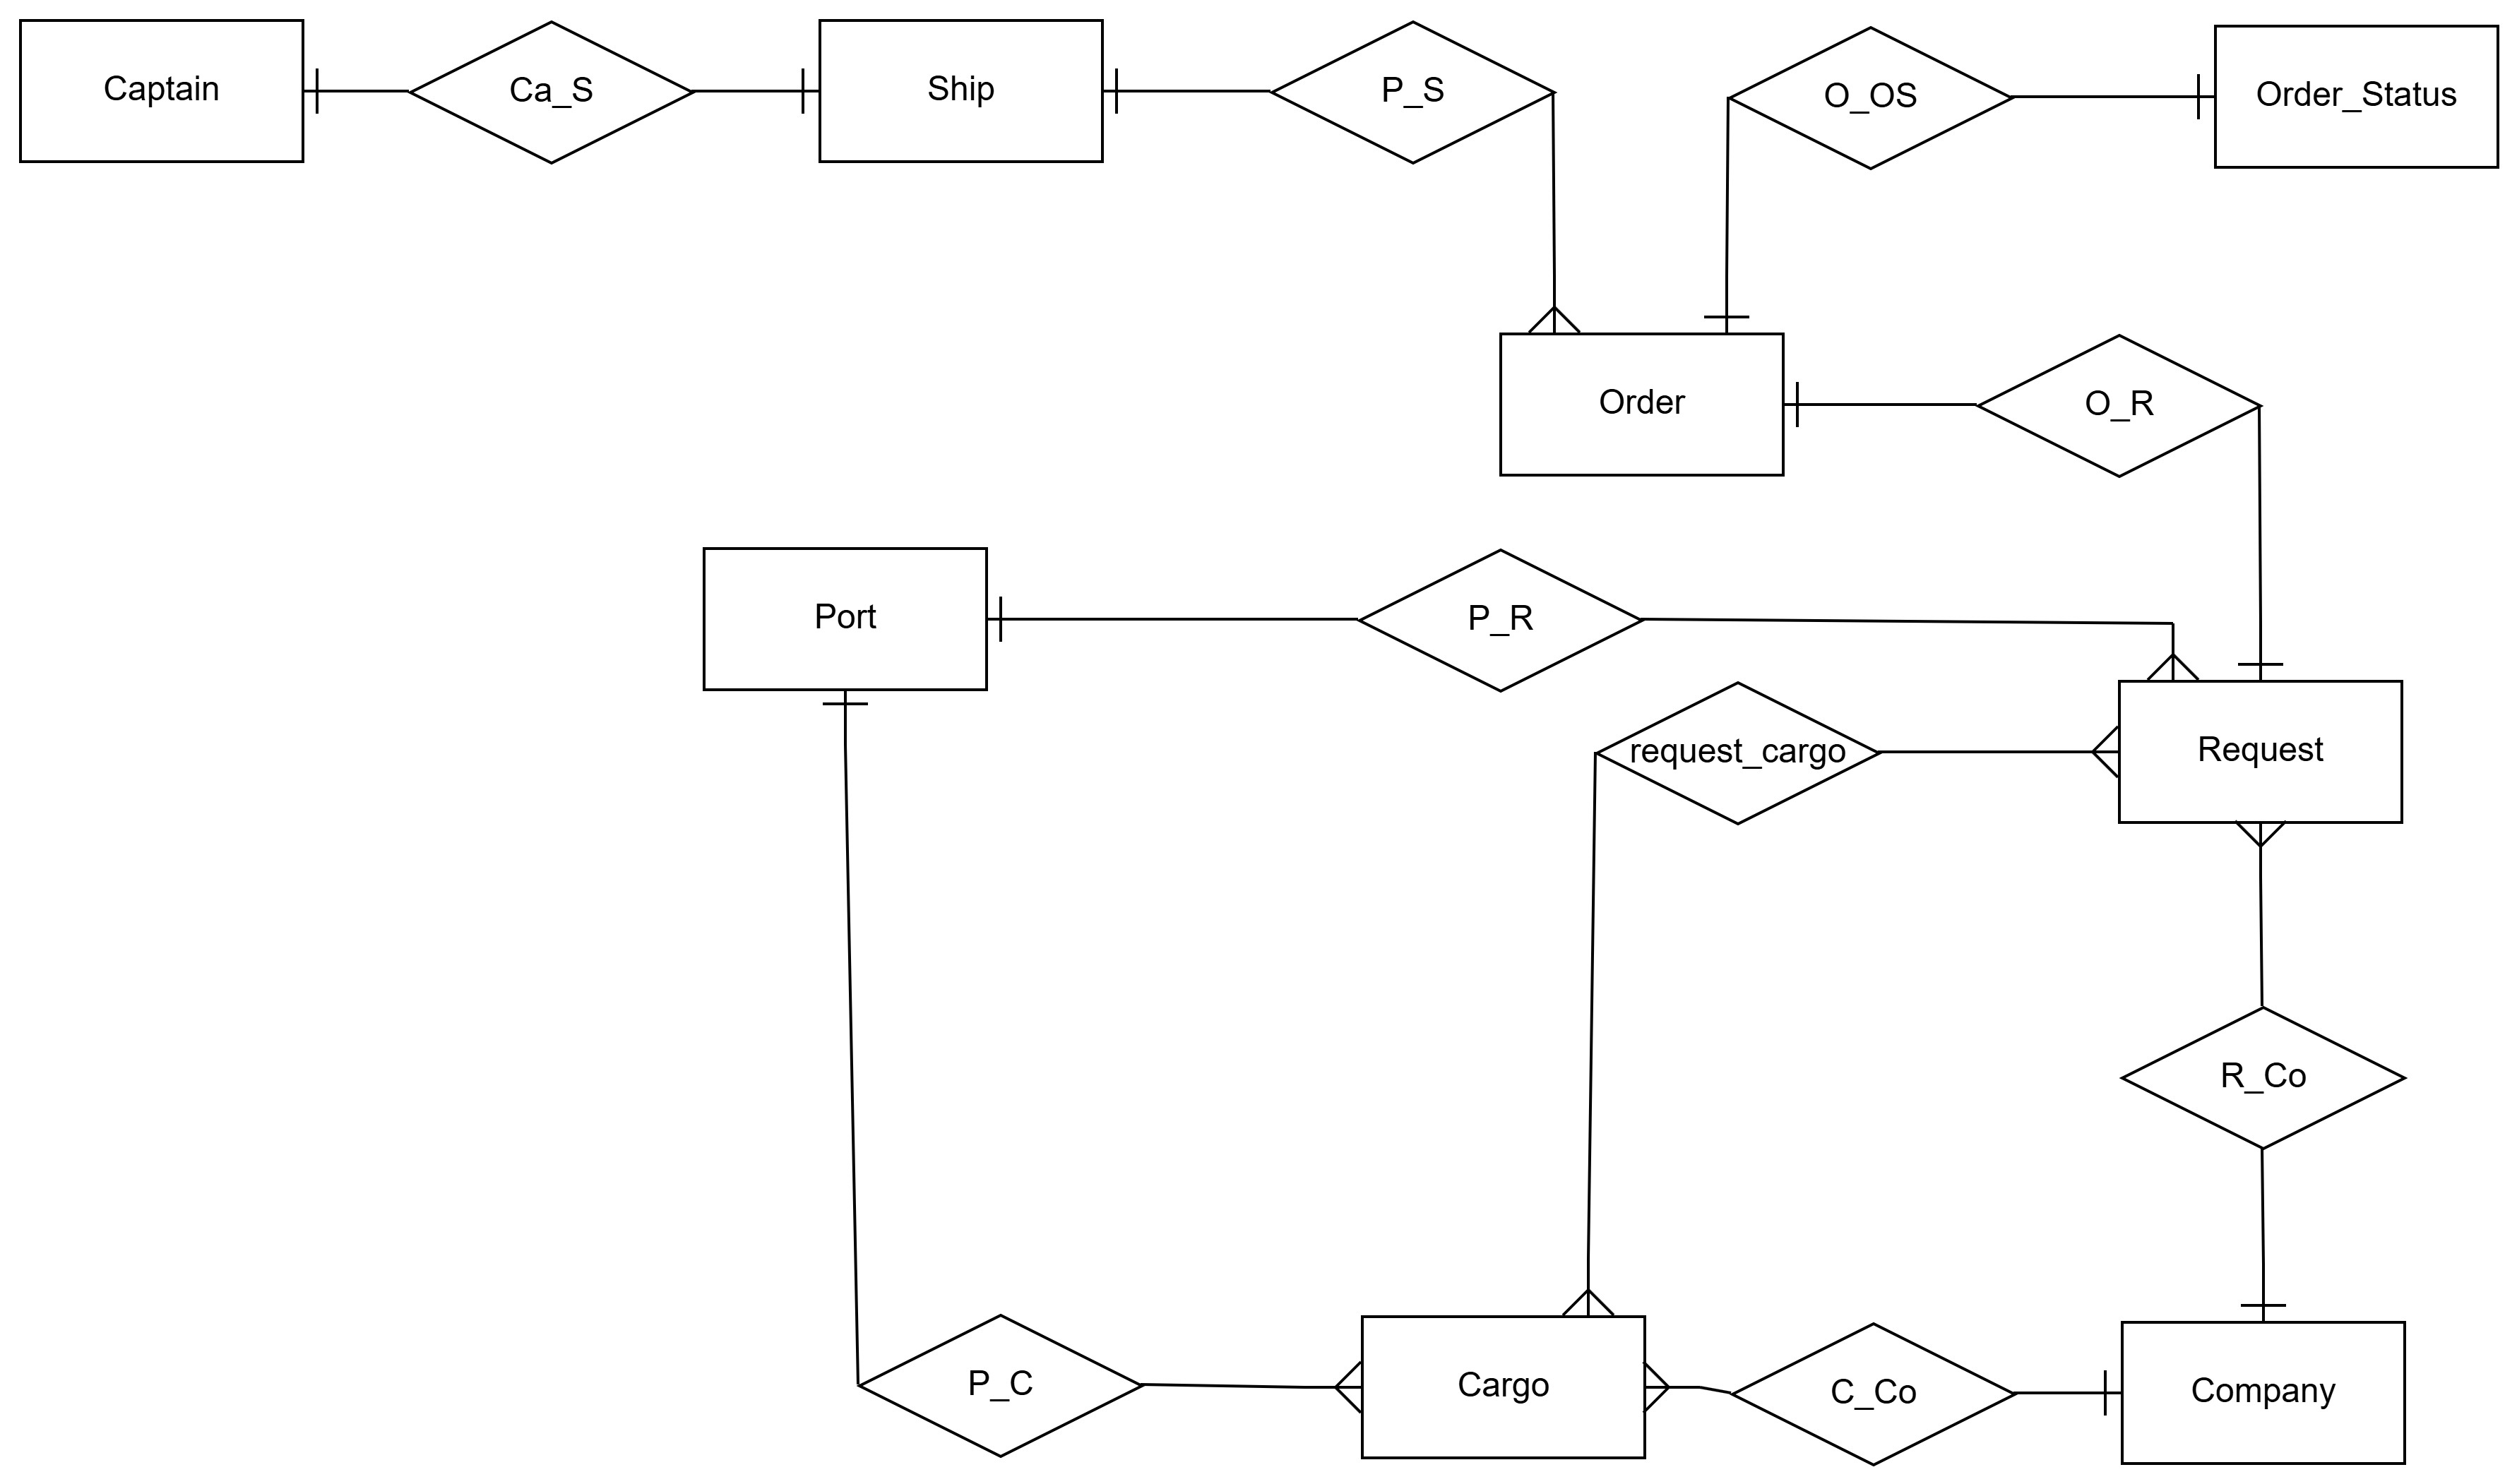 Captain
Ca_S
Ship
P_S
O_OS
Order_Status
Order
O_R
Port
P_R
request_cargo
Request
R_Co
P_C
Cargo
C_Co
Company